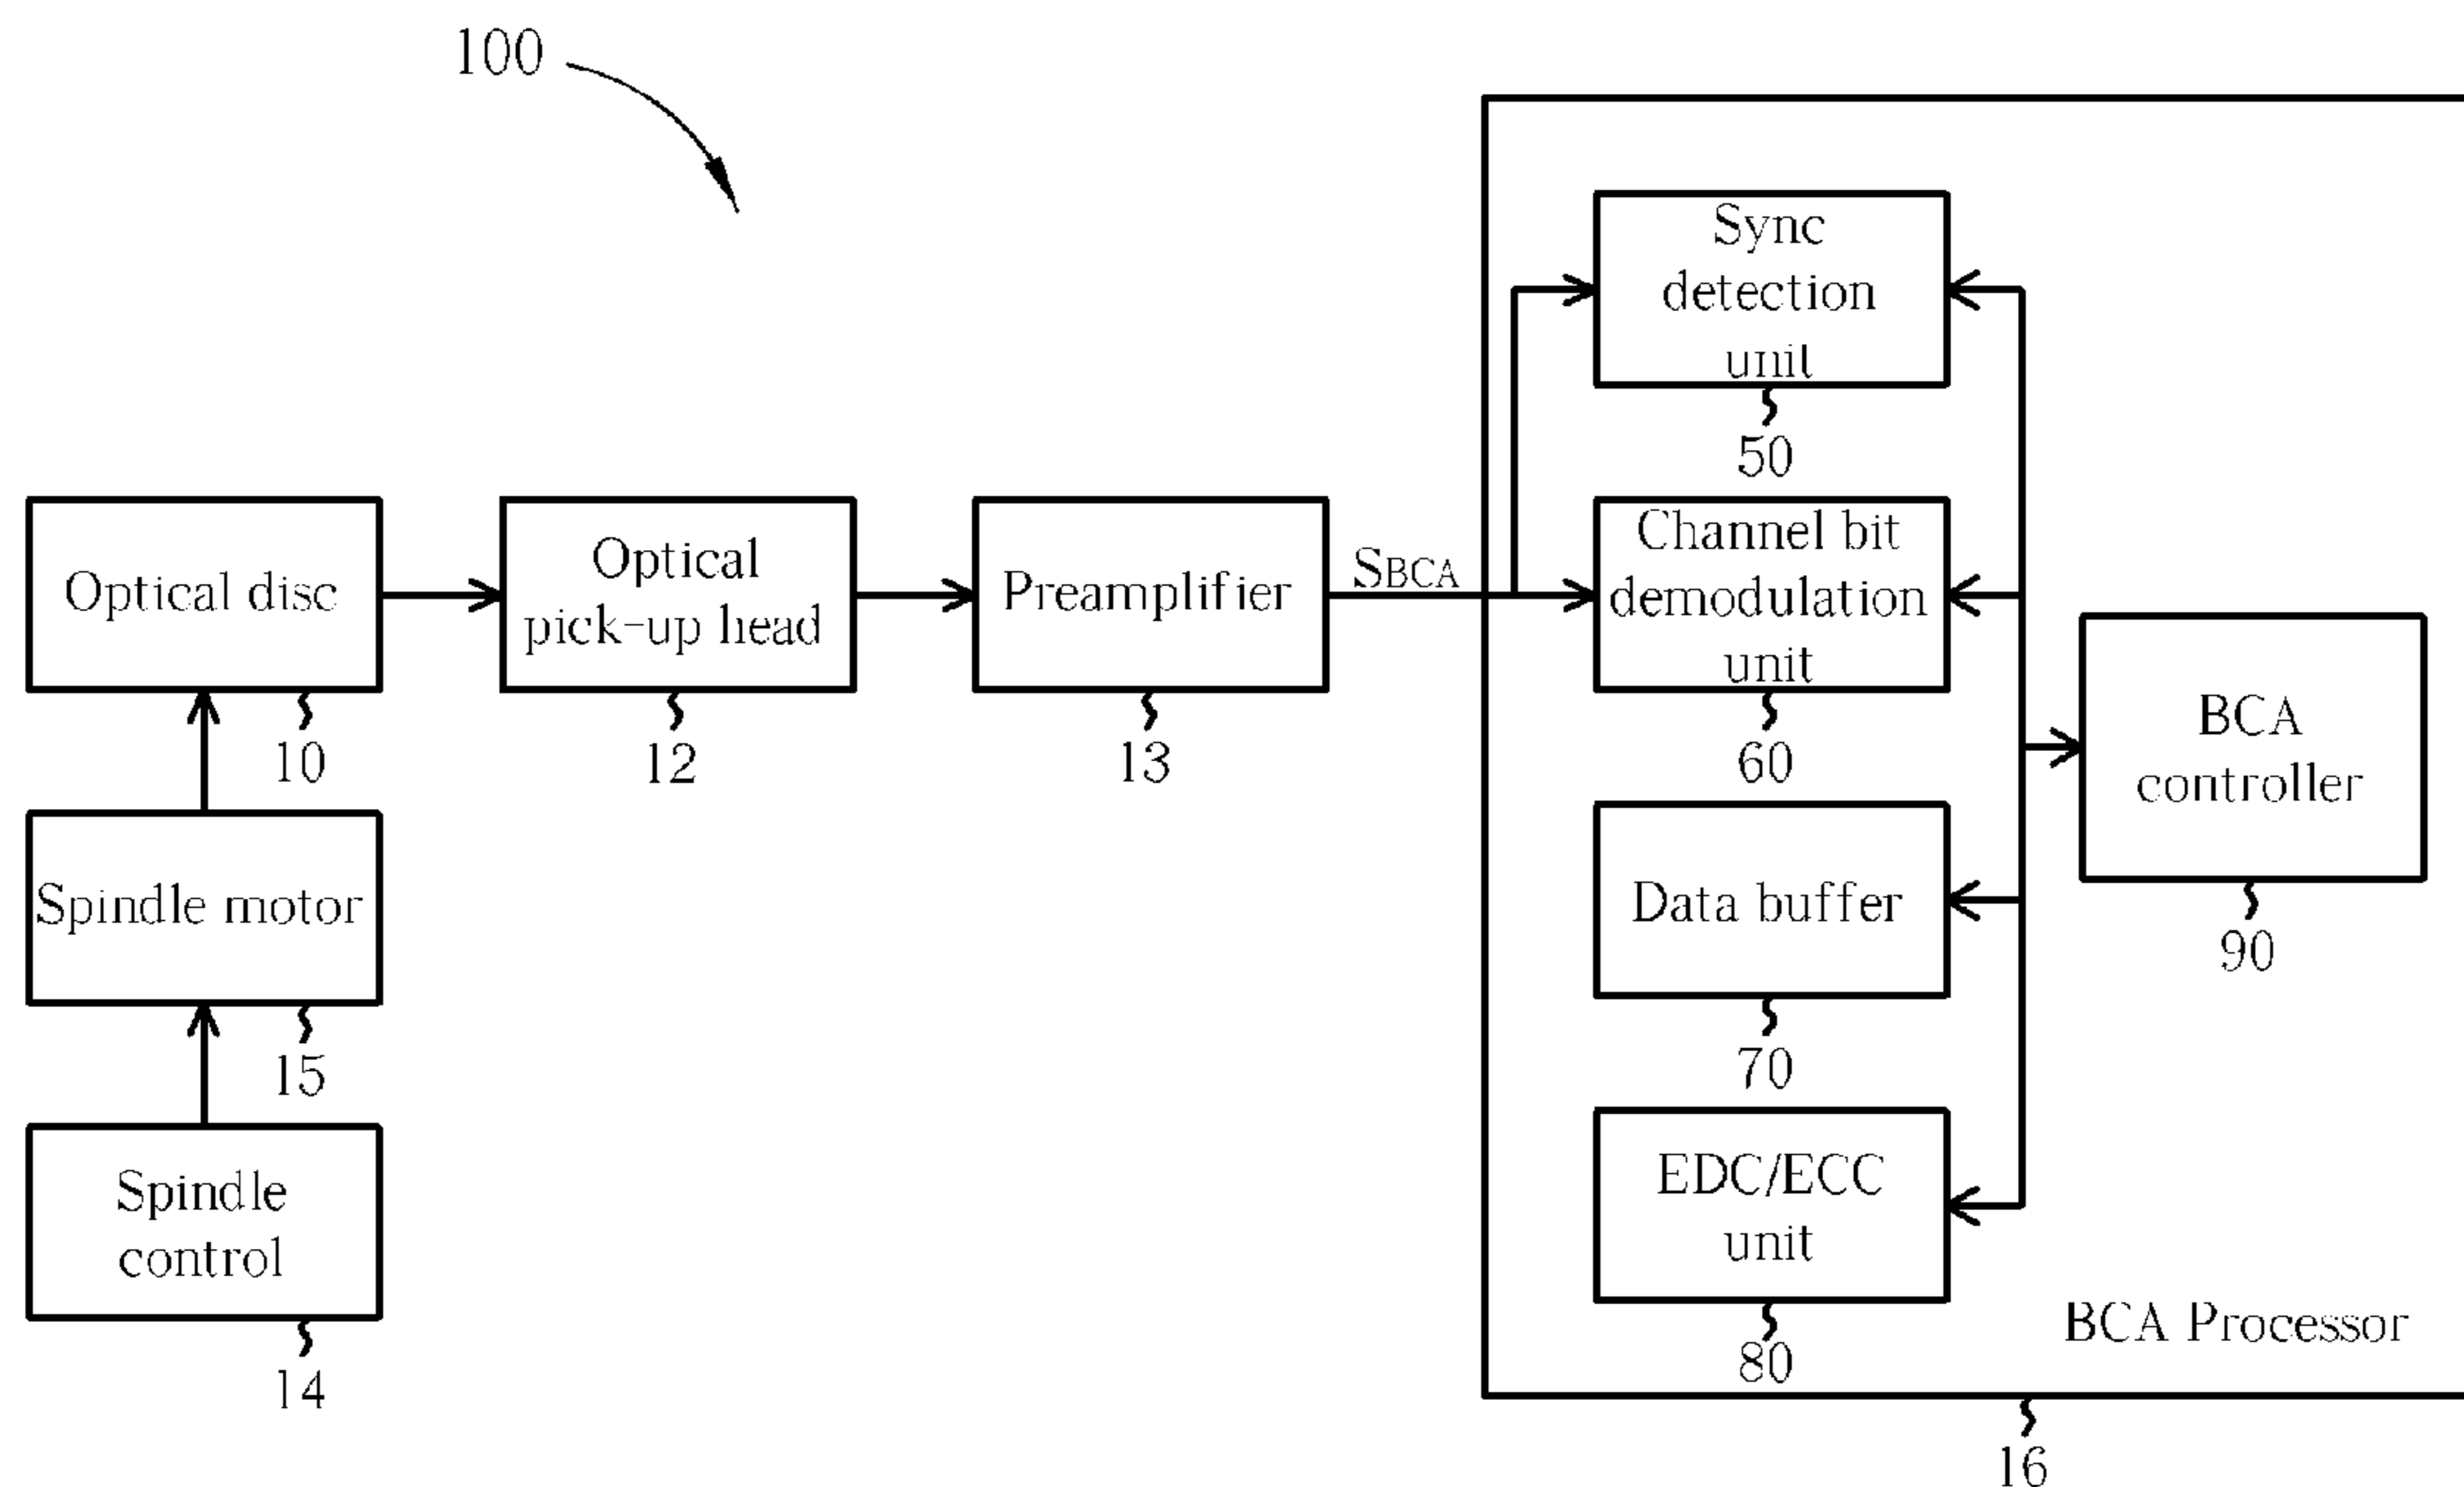 100
Optical disc
10
Optical
pick-up head
12
Preamplifier
13
SBCA
Spindle motor
15
Spindle
control
14
Sync
detection
unit
50
Channel bit
demodulation
unit
60
Data buffer
70
EDC/ECC
unit
80
BCA
controller
90
BCA Processor
16